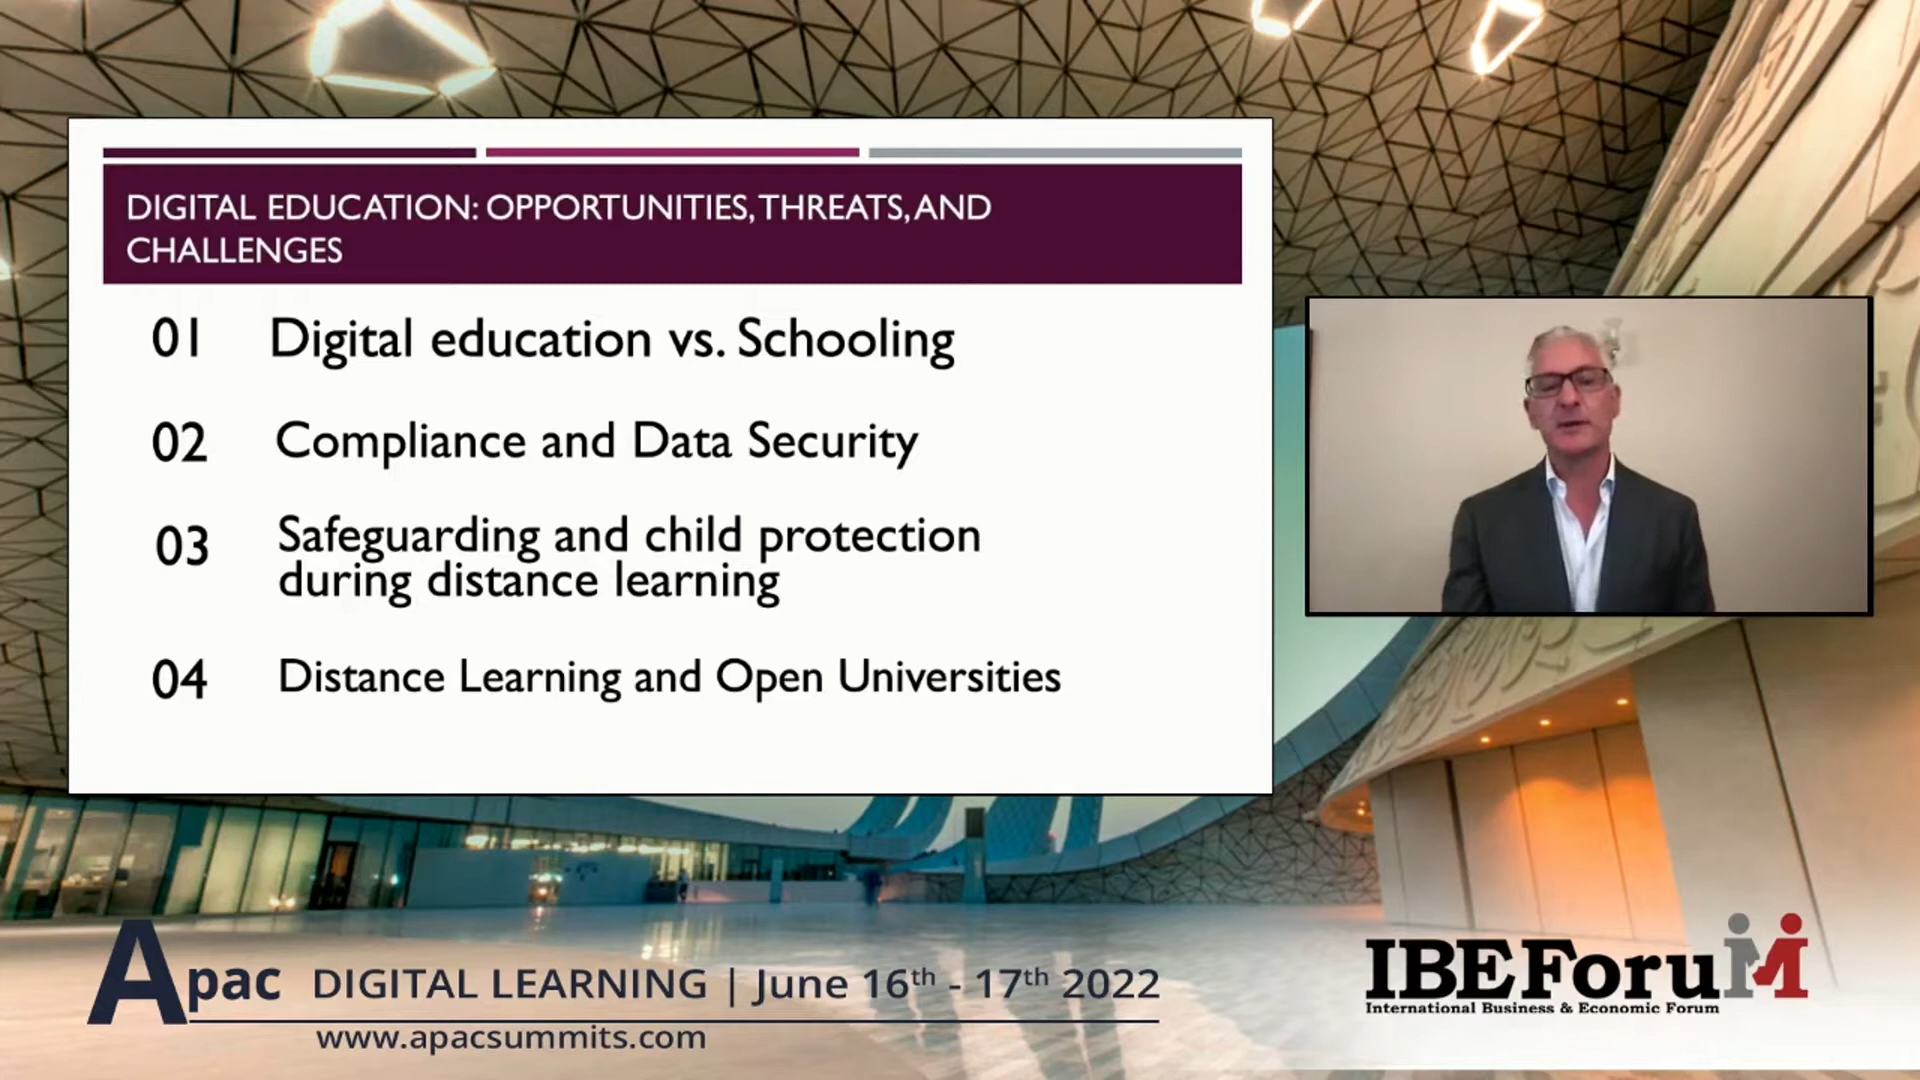 DIGITAL EDUCATION: OPPORTUNITIES, THREATS, AND
CHALLENGES
01 Digital education vs. Schooling
02 Compliance and Data Security
03 Safeguarding and child protection
during distance learning
04 Distance Learning and Open Universities
Apac DIGITAL LEARNING | June 16th - 17th 2022
www.apacsummits.com
IBEForuM
International Business & Economic Forum